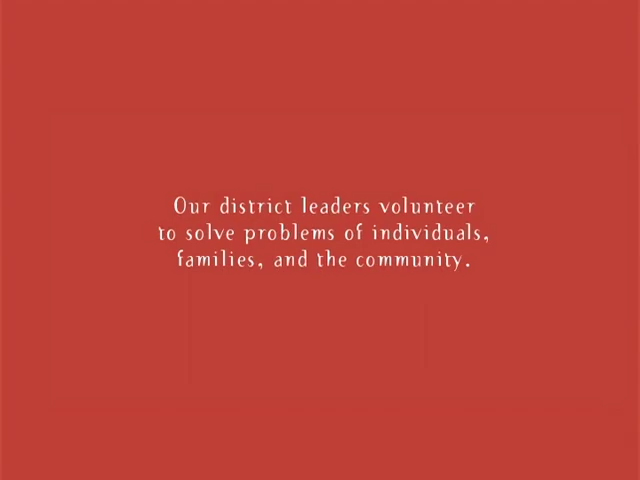 Our district leaders volunteer
to solve problems of individuals,
families, and the community.